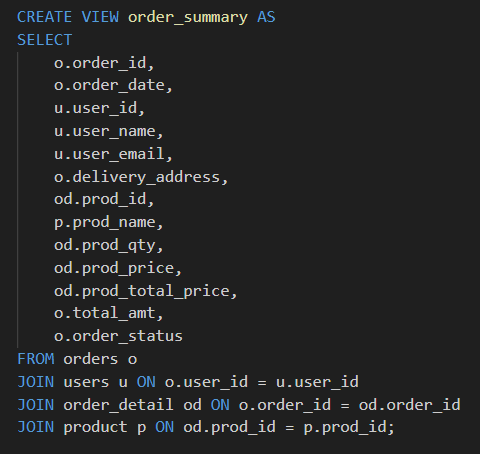 CREATE VIEW order_summary AS
SELECT
    o.order_id,
    o.order_date,
    u.user_id,
    u.user_name,
    u.user_email,
    o.delivery_address,
    od.prod_id,
    p.prod_name,
    od.prod_qty,
    od.prod_price,
    od.prod_total_price,
    o.total_amt,
    o.order_status
FROM orders o
JOIN users u ON o.user_id = u.user_id
JOIN order_detail od ON o.order_id = od.order_id
JOIN product p ON od.prod_id = p.prod_id;